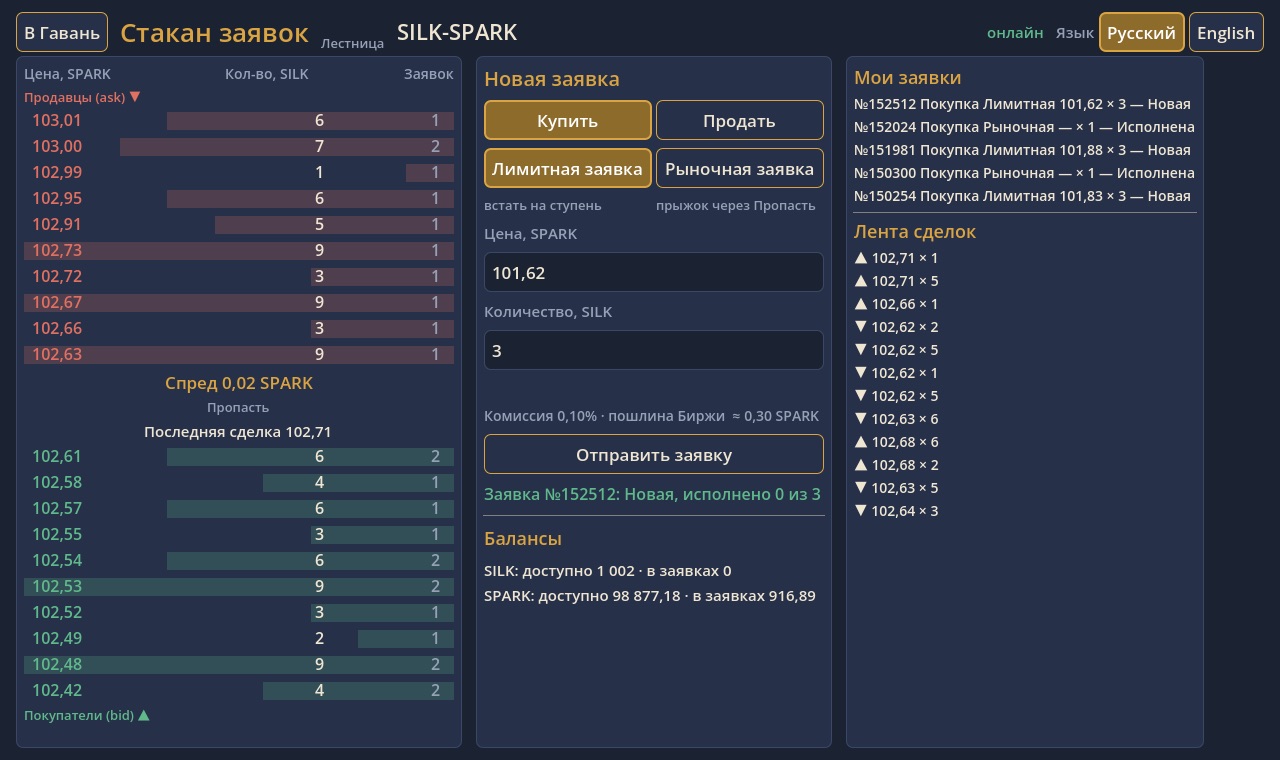 В Гавань Стакан заявок Лестница SILK-SPARK онлайн Язык Русский English
Цена, SPARK Кол-во, SILK Заявок
Продавцы (ask) ▼
103,01 6 1
103,00 7 2
102,99 1 1
102,95 6 1
102,91 5 1
102,73 9 1
102,72 3 1
102,67 9 1
102,66 3 1
102,63 9 1
Спред 0,02 SPARK
Пропасть
Последняя сделка 102,71
102,61 6 2
102,58 4 1
102,57 6 1
102,55 3 1
102,54 6 2
102,53 9 2
102,52 3 1
102,49 2 1
102,48 9 2
102,42 4 2
Покупатели (bid) ▲
Новая заявка
Купить Продать
Лимитная заявка Рыночная заявка
встать на ступень прыжок через Пропасть
Цена, SPARK
101,62
Количество, SILK
3
Комиссия 0,10% · пошлина Биржи ≈ 0,30 SPARK
Отправить заявку
Заявка №152512: Новая, исполнено 0 из 3
Балансы
SILK: доступно 1 002 · в заявках 0
SPARK: доступно 98 877,18 · в заявках 916,89
Мои заявки
№152512 Покупка Лимитная 101,62 × 3 — Новая
№152024 Покупка Рыночная — × 1 — Исполнена
№151981 Покупка Лимитная 101,88 × 3 — Новая
№150300 Покупка Рыночная — × 1 — Исполнена
№150254 Покупка Лимитная 101,83 × 3 — Новая
Лента сделок
▲ 102,71 × 1
▲ 102,71 × 5
▲ 102,66 × 1
▼ 102,62 × 2
▼ 102,62 × 5
▼ 102,62 × 1
▼ 102,62 × 5
▼ 102,63 × 6
▲ 102,68 × 6
▲ 102,68 × 2
▼ 102,63 × 5
▼ 102,64 × 3